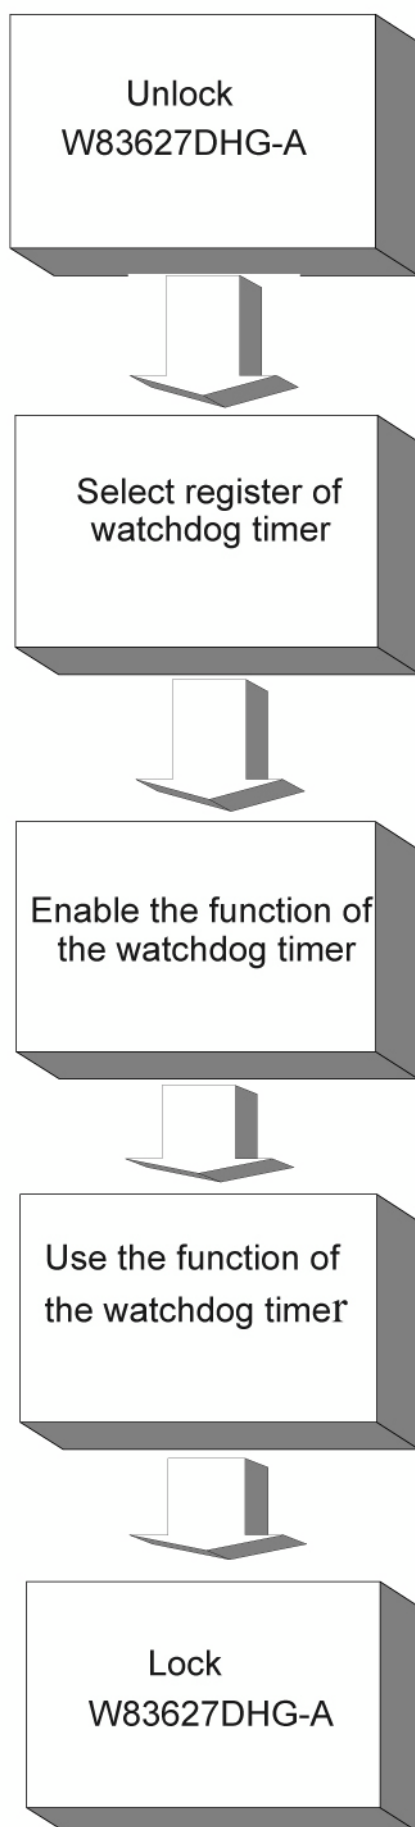 Unlock
W83627DHG-A
Select register of
watchdog timer
Enable the function of
the watchdog timer
Use the function of
the watchdog timer
Lock
W83627DHG-A